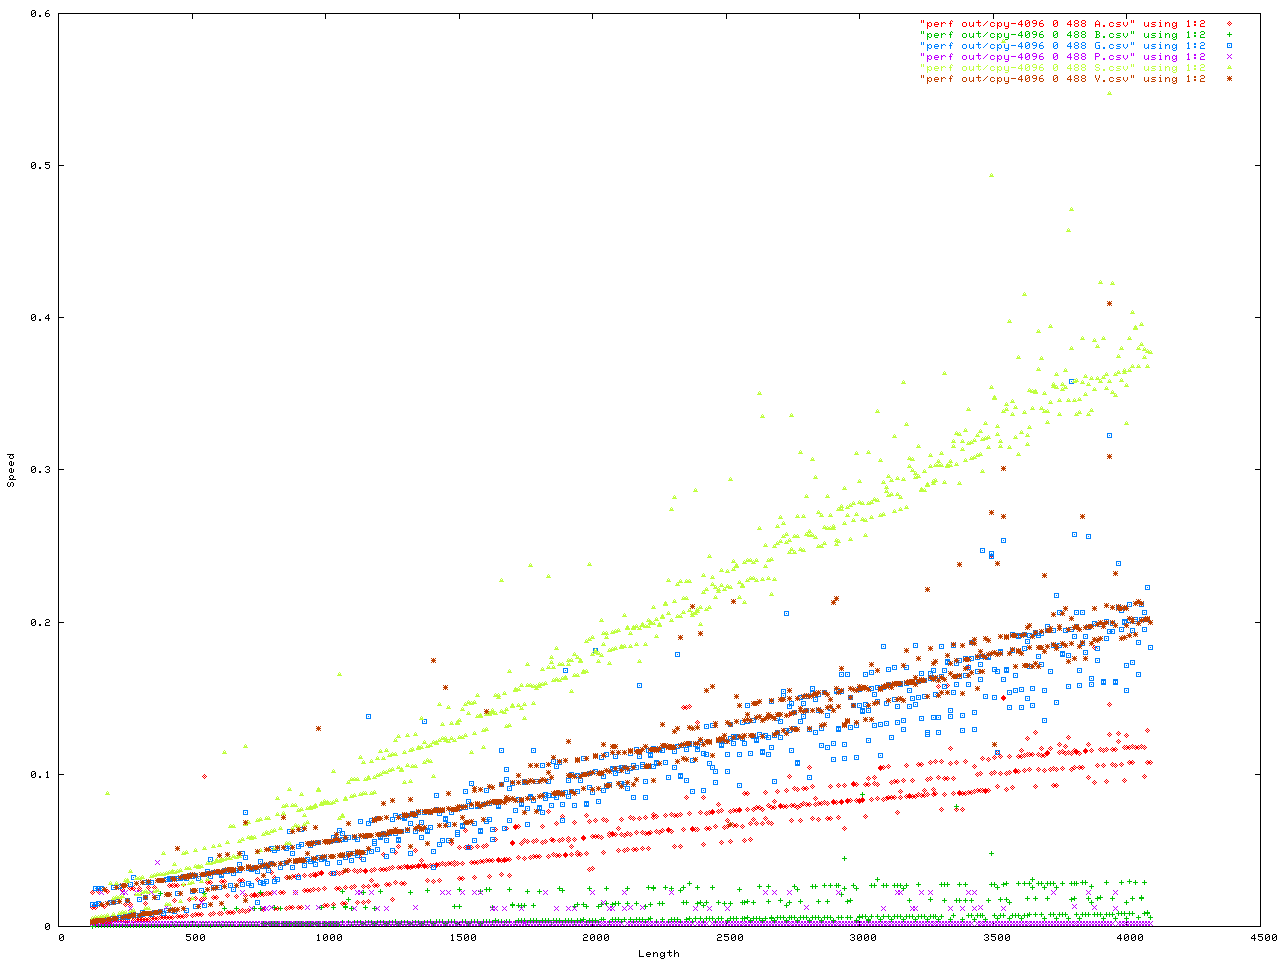 0.6
"perf out/cpy-4096 0 488 A.csv" using 1:2
"perf out/cpy-4096 0 488 B.csv" using 1:2
"perf out/cpy-4096 0 488 G.csv" using 1:2
"perf out/cpy-4096 0 488 P.csv" using 1:2
"perf out/cpy-4096 0 488 S.csv" using 1:2
"perf out/cpy-4096 0 488 V.csv" using 1:2
0.5
0.4
0.3
Speed
0.2
0.1
0
0 500 1000 1500 2000 2500 3000 3500 4000 4500
Length